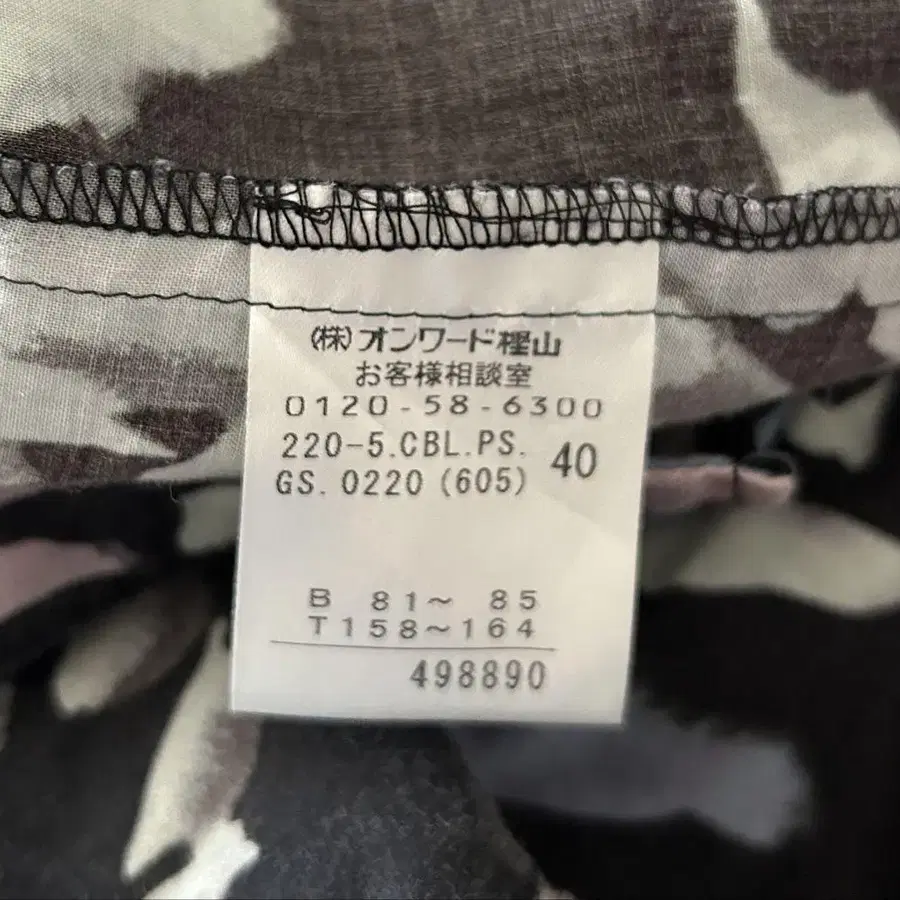 (株)オンワード樫山
お客様相談室
0120-58-6300
220-5.CBL.PS. 40
GS. 0220 (605)
B 81~ 85
T158~164
498890